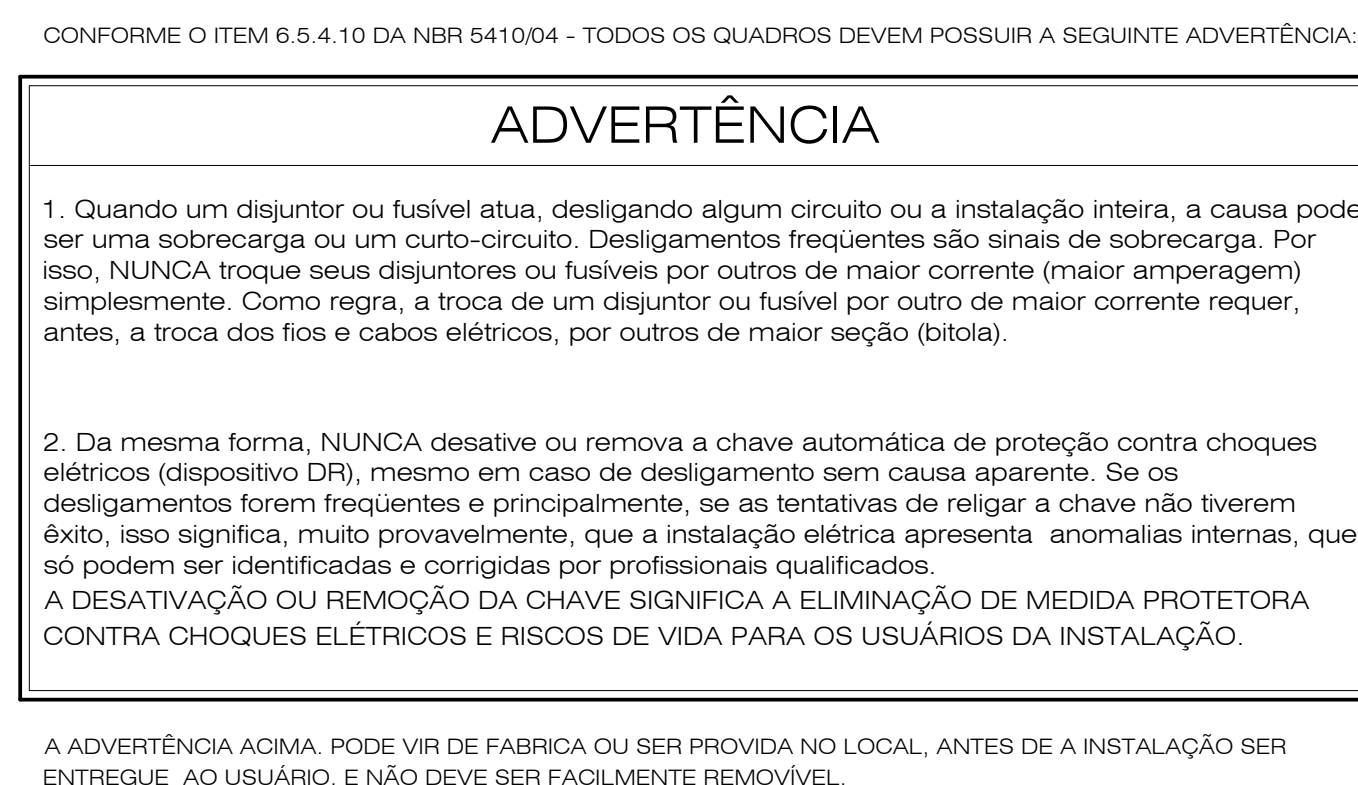 CONFORME O ITEM 6.5.4.10 DA NBR 5410/04 - TODOS OS QUADROS DEVEM POSSUIR A SEGUINTE ADVERTÊNCIA:
ADVERTÊNCIA
1. Quando um disjuntor ou fusível atua, desligando algum circuito ou a instalação inteira, a causa pode
ser uma sobrecarga ou um curto-circuito. Desligamentos freqüentes são sinais de sobrecarga. Por
isso, NUNCA troque seus disjuntores ou fusíveis por outros de maior corrente (maior amperagem)
simplesmente. Como regra, a troca de um disjuntor ou fusível por outro de maior corrente requer,
antes, a troca dos fios e cabos elétricos, por outros de maior seção (bitola).
2. Da mesma forma, NUNCA desative ou remova a chave automática de proteção contra choques
elétricos (dispositivo DR), mesmo em caso de desligamento sem causa aparente. Se os
desligamentos forem freqüentes e principalmente, se as tentativas de religar a chave não tiverem
êxito, isso significa, muito provavelmente, que a instalação elétrica apresenta  anomalias internas, que
só podem ser identificadas e corrigidas por profissionais qualificados.
A DESATIVAÇÃO OU REMOÇÃO DA CHAVE SIGNIFICA A ELIMINAÇÃO DE MEDIDA PROTETORA
CONTRA CHOQUES ELÉTRICOS E RISCOS DE VIDA PARA OS USUÁRIOS DA INSTALAÇÃO.
A ADVERTÊNCIA ACIMA. PODE VIR DE FABRICA OU SER PROVIDA NO LOCAL, ANTES DE A INSTALAÇÃO SER
ENTREGUE  AO USUÁRIO. E NÃO DEVE SER FACILMENTE REMOVÍVEL.